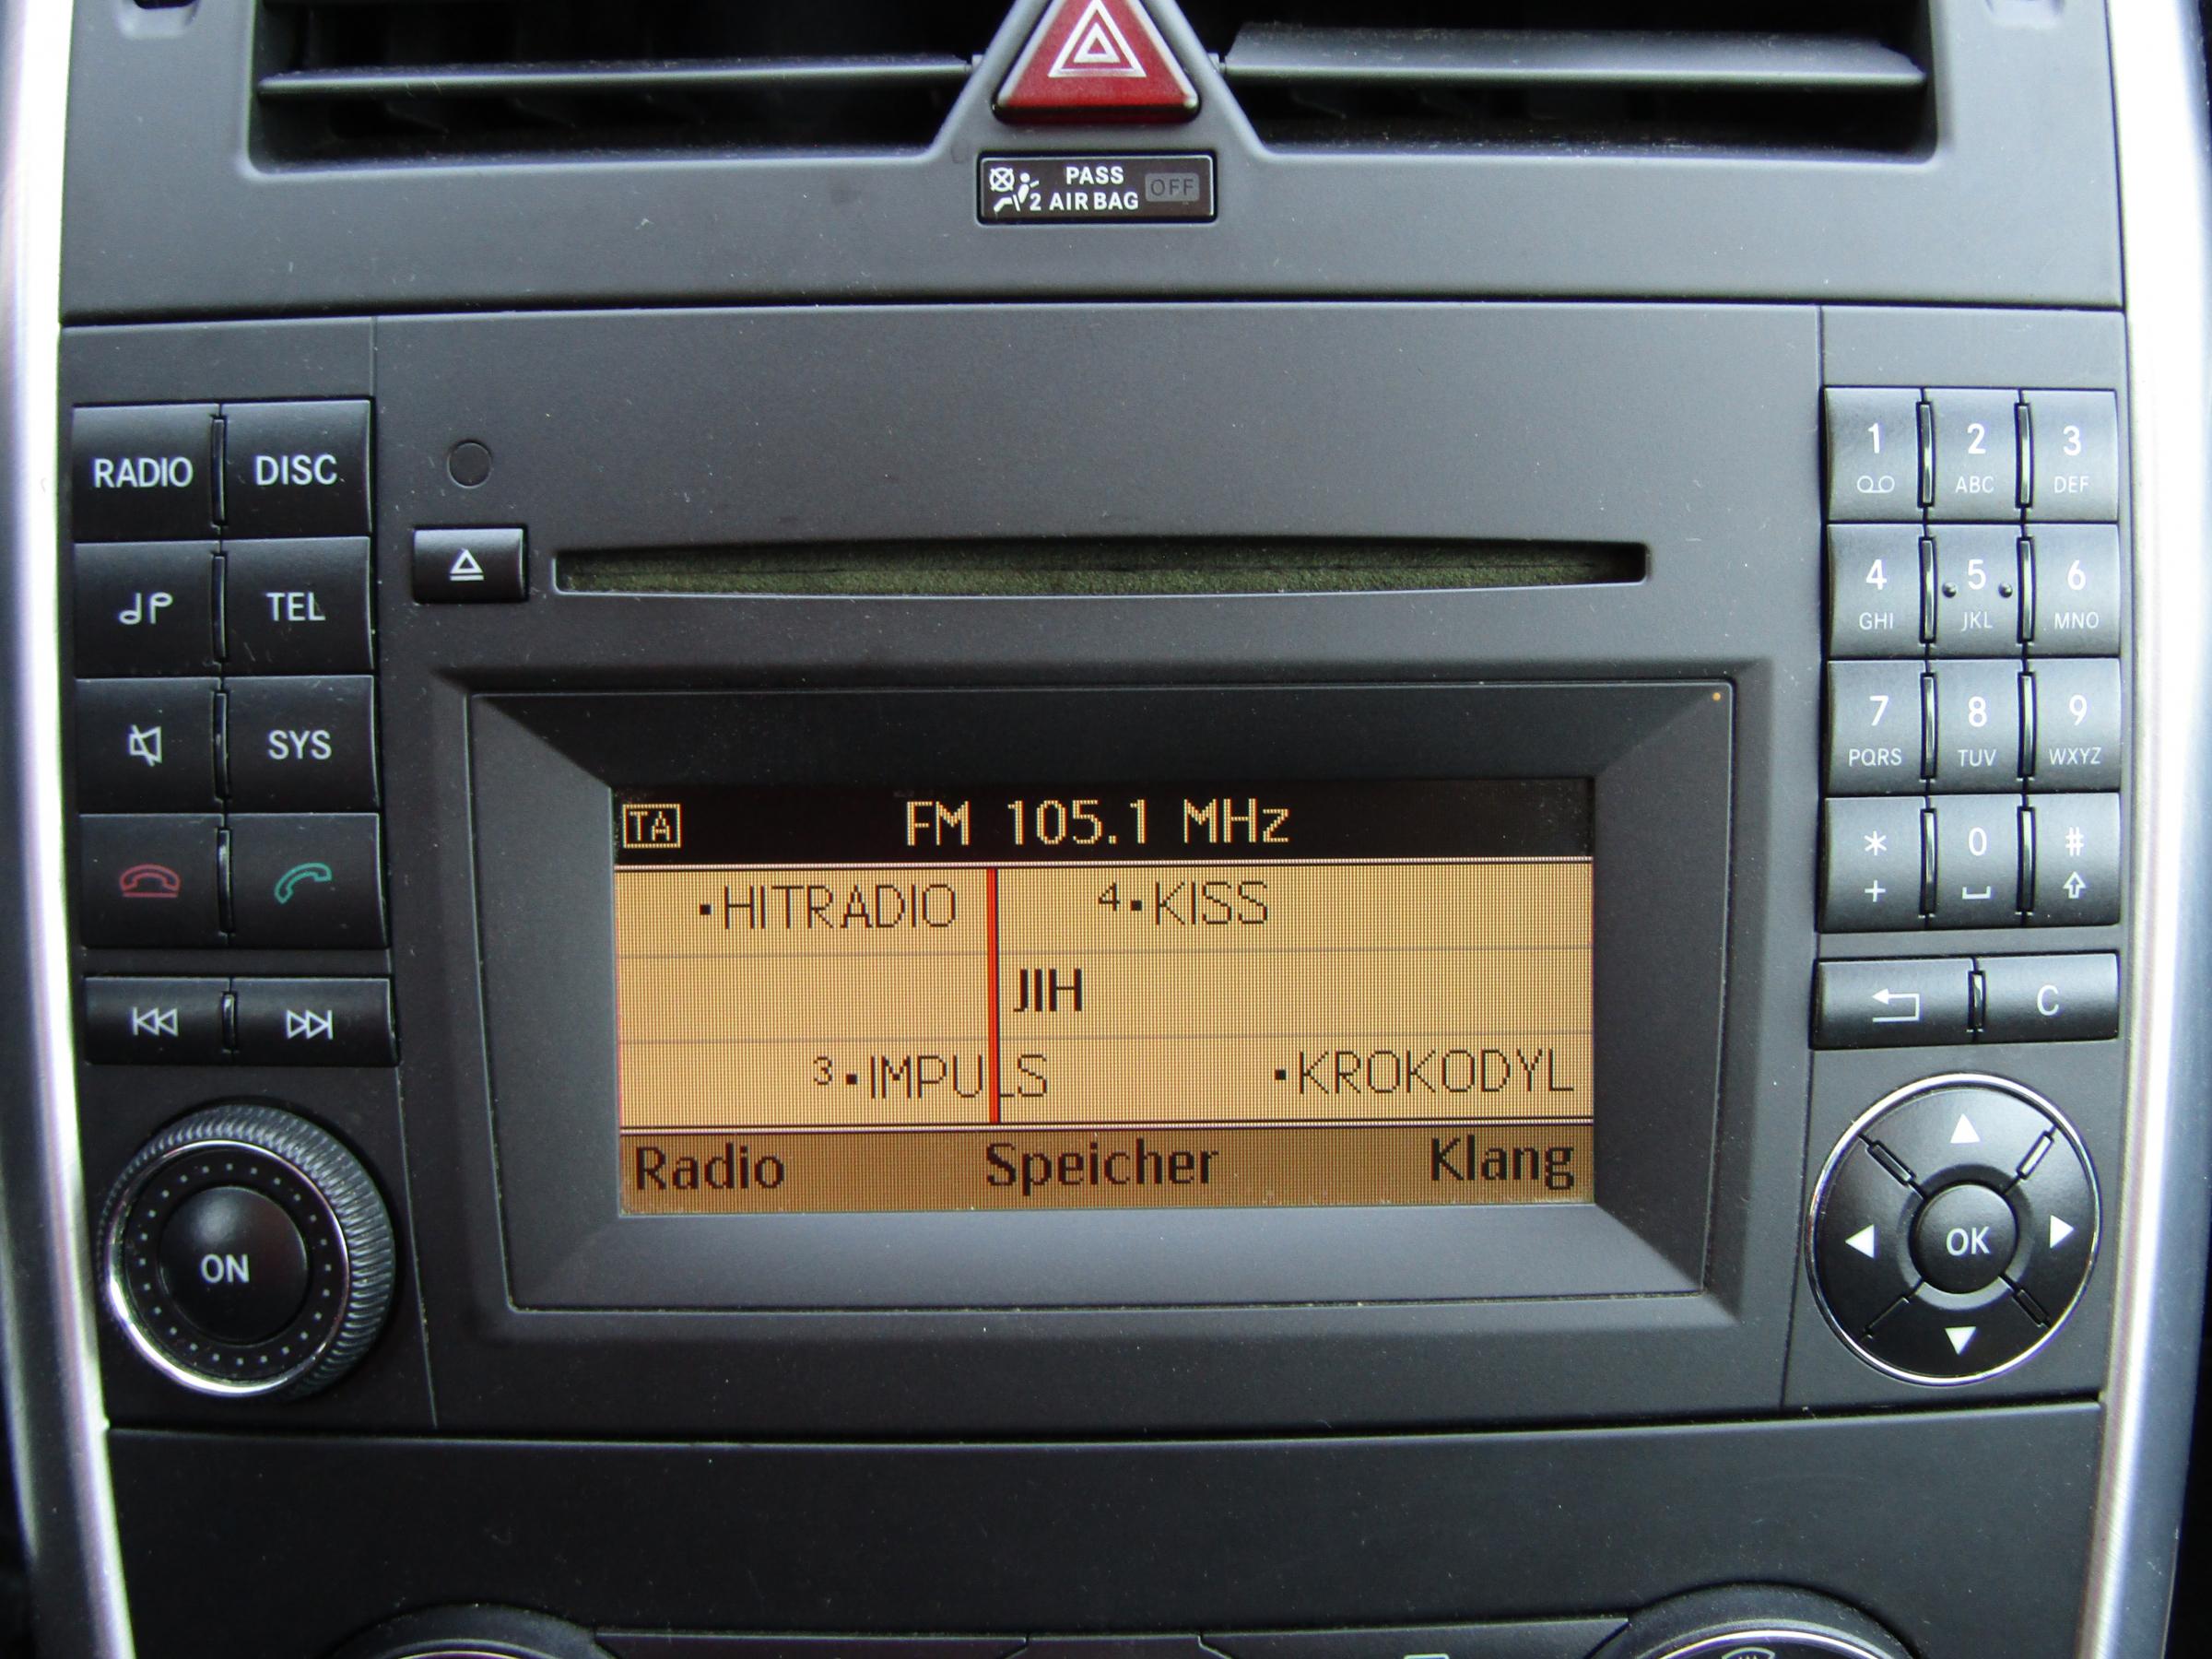 PASS
2 AIRBAG OFF
RADIO DISC
TEL
SYS
ON
TA FM 105.1 MHz
HITRADIO 4 KISS
JIH
3 IMPULS KROKODYL
Radio Speicher Klang
1 2 3
ABC DEF
4 5 6
GHI JKL MNO
7 8 9
PQRS TUV WXYZ
* 0 #
+
C
OK